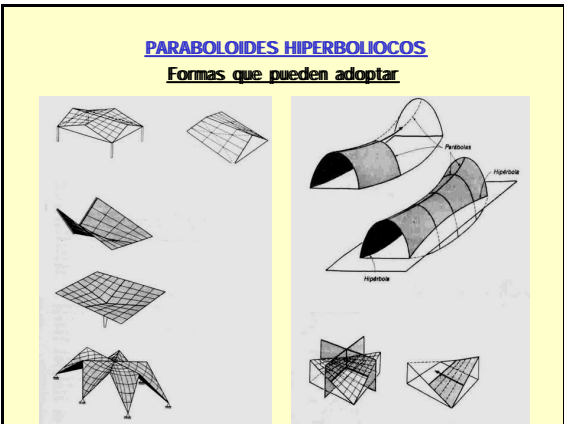 PARABOLOIDES HIPERBOLIOCOS
Formas que pueden adoptar
Parábolas
Hipérbola
Hipérbola